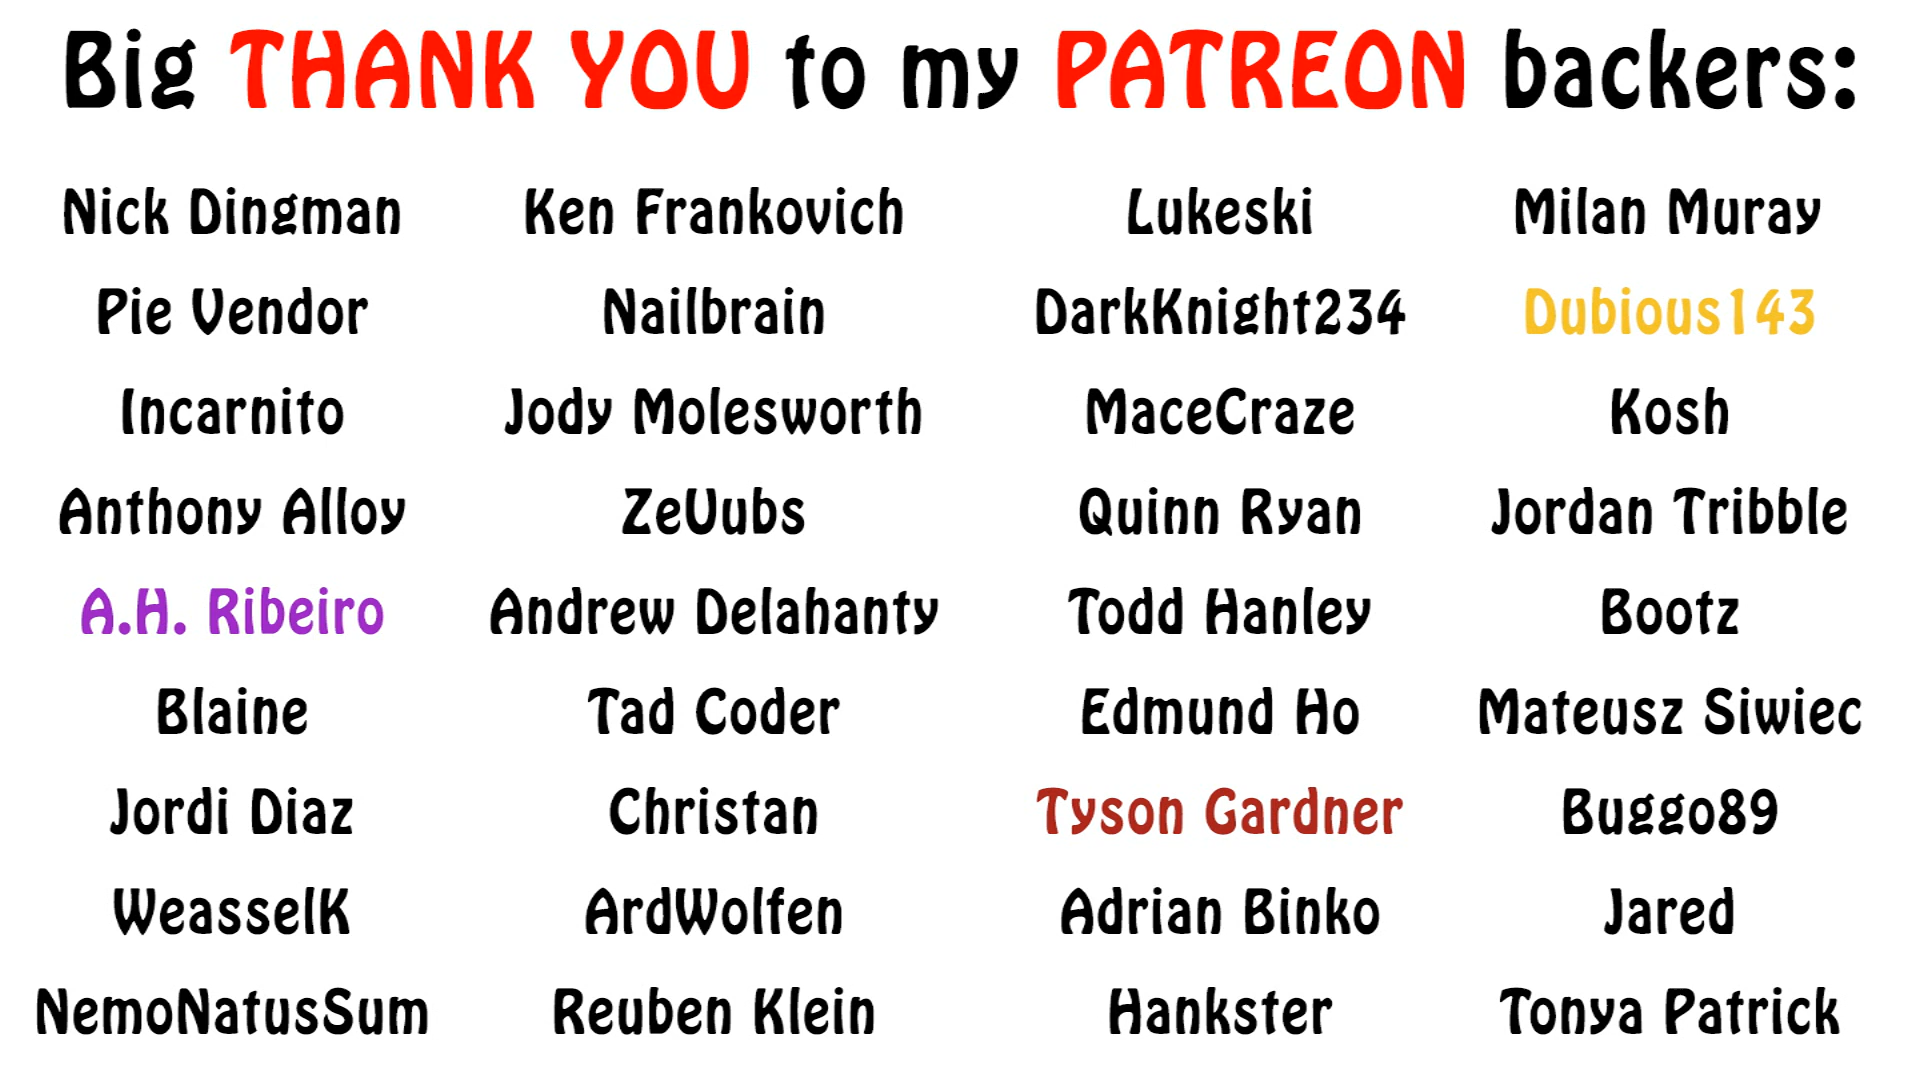 Big THANK YOU to my PATREON backers:
Nick Dingman Ken Frankovich Lukeski Milan Muray
Pie Vendor Nailbrain DarkKnight234 Dubious143
Incarnito Jody Molesworth MaceCraze Kosh
Anthony Alloy ZeUubs Quinn Ryan Jordan Tribble
A.H. Ribeiro Andrew Delahanty Todd Hanley Bootz
Blaine Tad Coder Edmund Ho Mateusz Siwiec
Jordi Diaz Christan Tyson Gardner Buggo89
WeasselK ArdWolfen Adrian Binko Jared
NemoNatusSum Reuben Klein Hankster Tonya Patrick